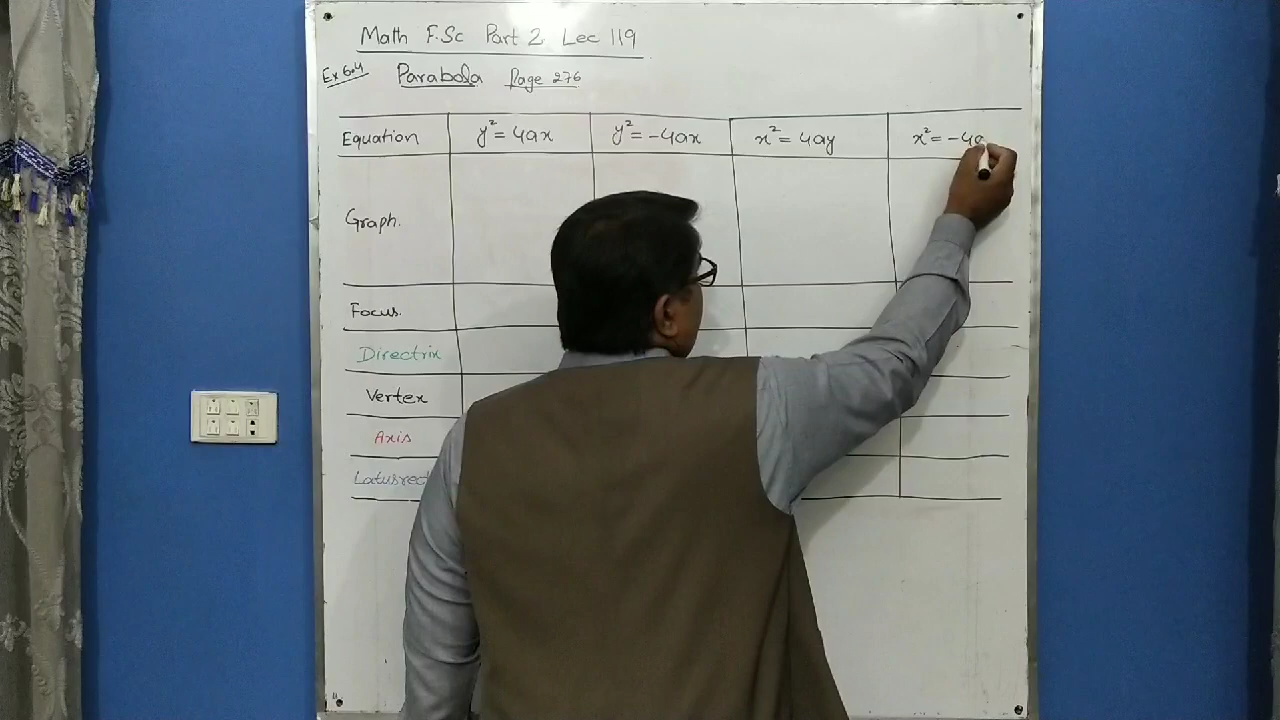 Math F.Sc Part 2 Lec 119
Ex 6.4 Parabola Page 276
Equation y² = 4ax y² = -4ax x² = 4ay x² = -4a
Graph.
Focus.
Directrix
Vertex
Axis
Latusrect